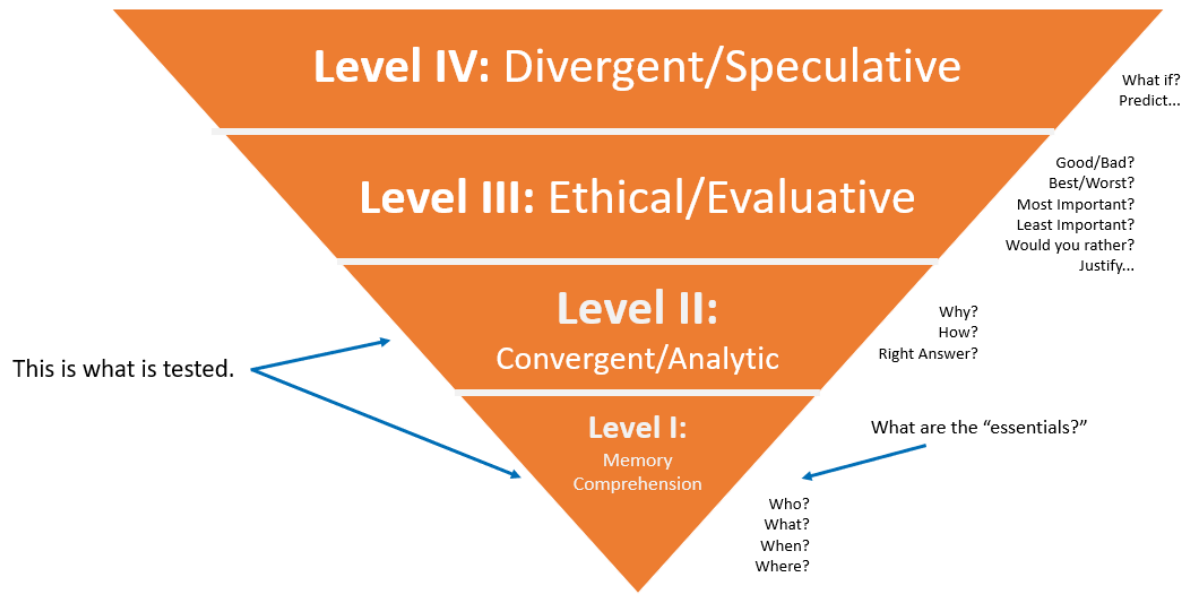 Level IV: Divergent/Speculative
What if?
Predict...
Level III: Ethical/Evaluative
Good/Bad?
Best/Worst?
Most Important?
Least Important?
Would you rather?
Justify...
Level II:
Convergent/Analytic
Why?
How?
Right Answer?
This is what is tested.
Level I:
Memory
Comprehension
What are the “essentials?”
Who?
What?
When?
Where?